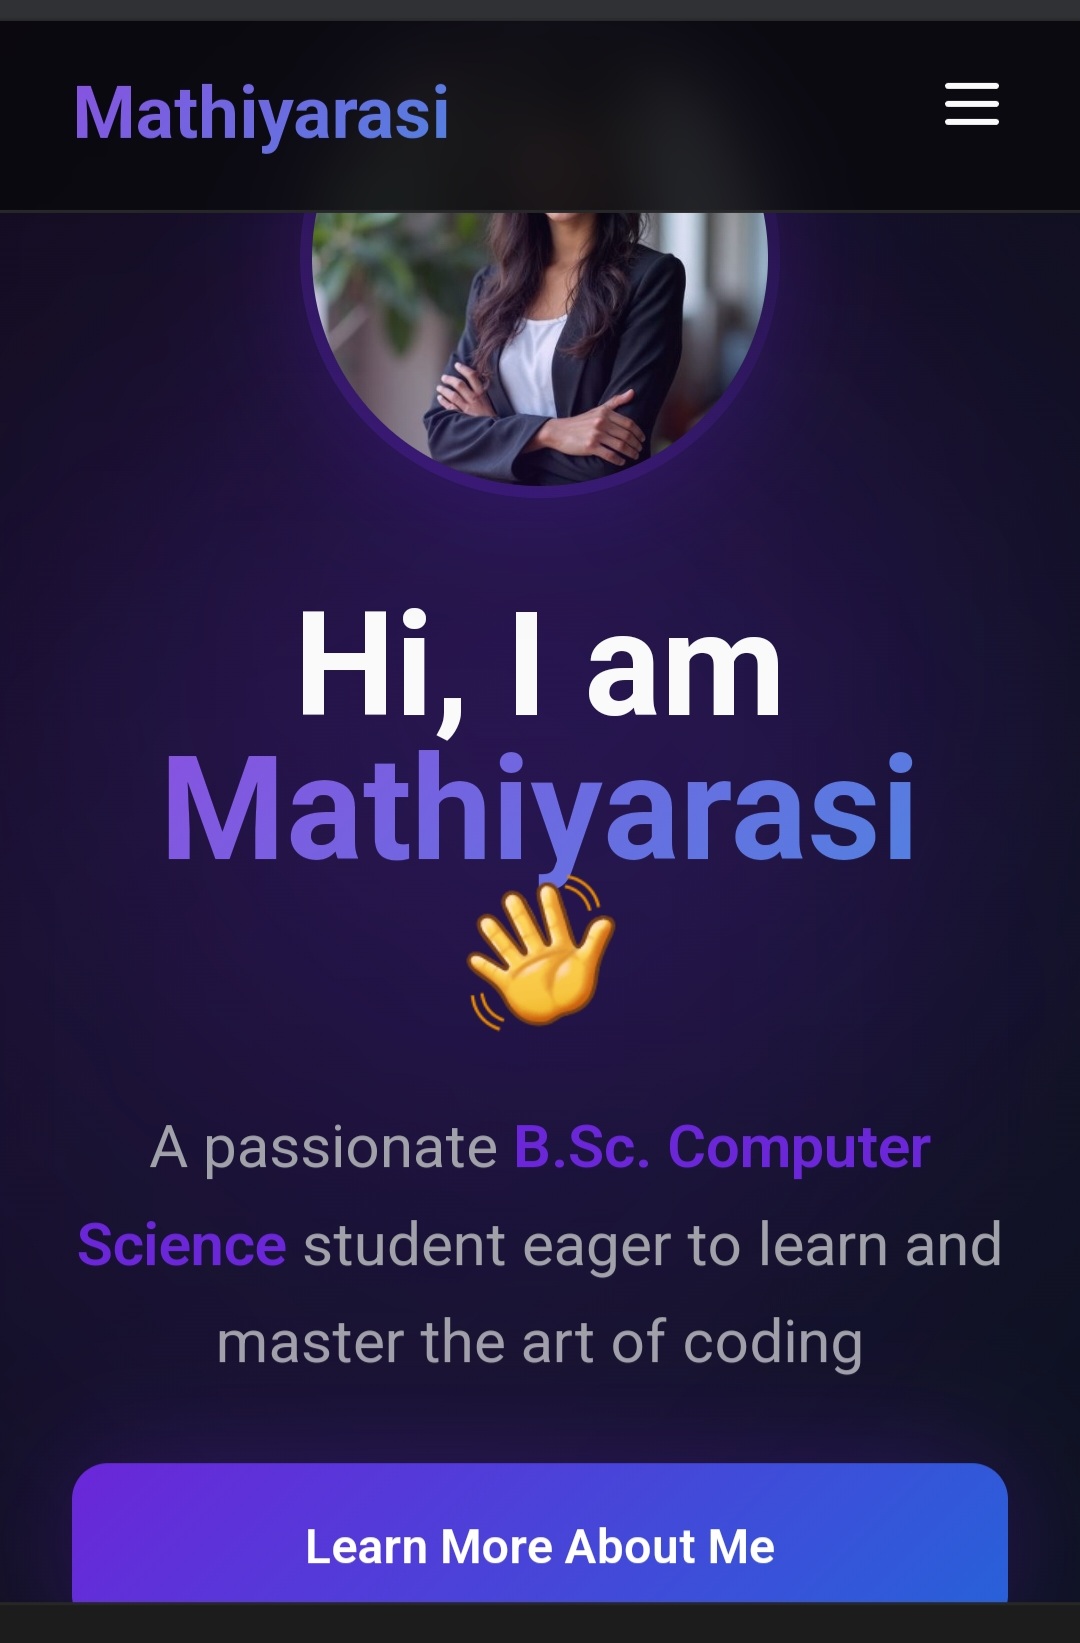 Mathiyarasi
Hi, I am
Mathiyarasi
👋
A passionate B.Sc. Computer
Science student eager to learn and
master the art of coding
Learn More About Me